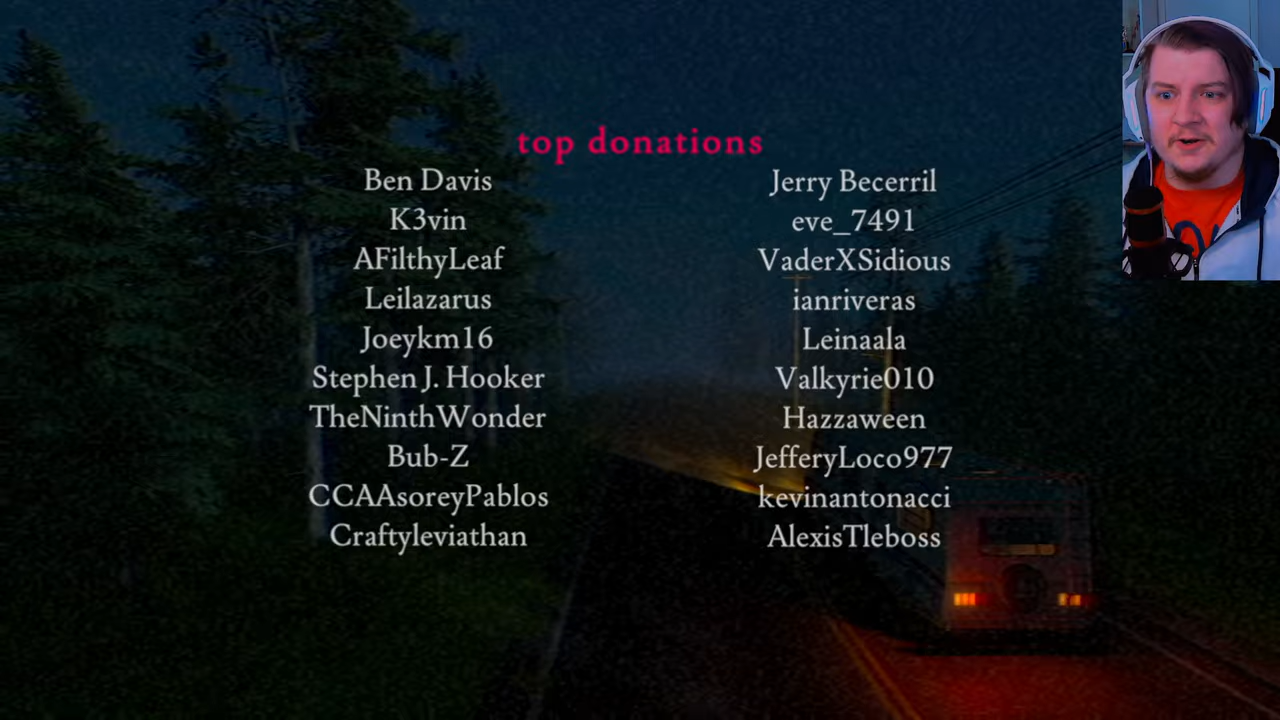 top donations
Ben Davis
K3vin
AFilthyLeaf
Leilazarus
Joeykm16
Stephen J. Hooker
TheNinthWonder
Bub-Z
CCAAsoreyPablos
Craftyleviathan
Jerry Becerril
eve_7491
VaderXSidious
ianriveras
Leinaala
Valkyrie010
Hazzaween
JefferyLoco977
kevinantonacci
AlexisTleboss